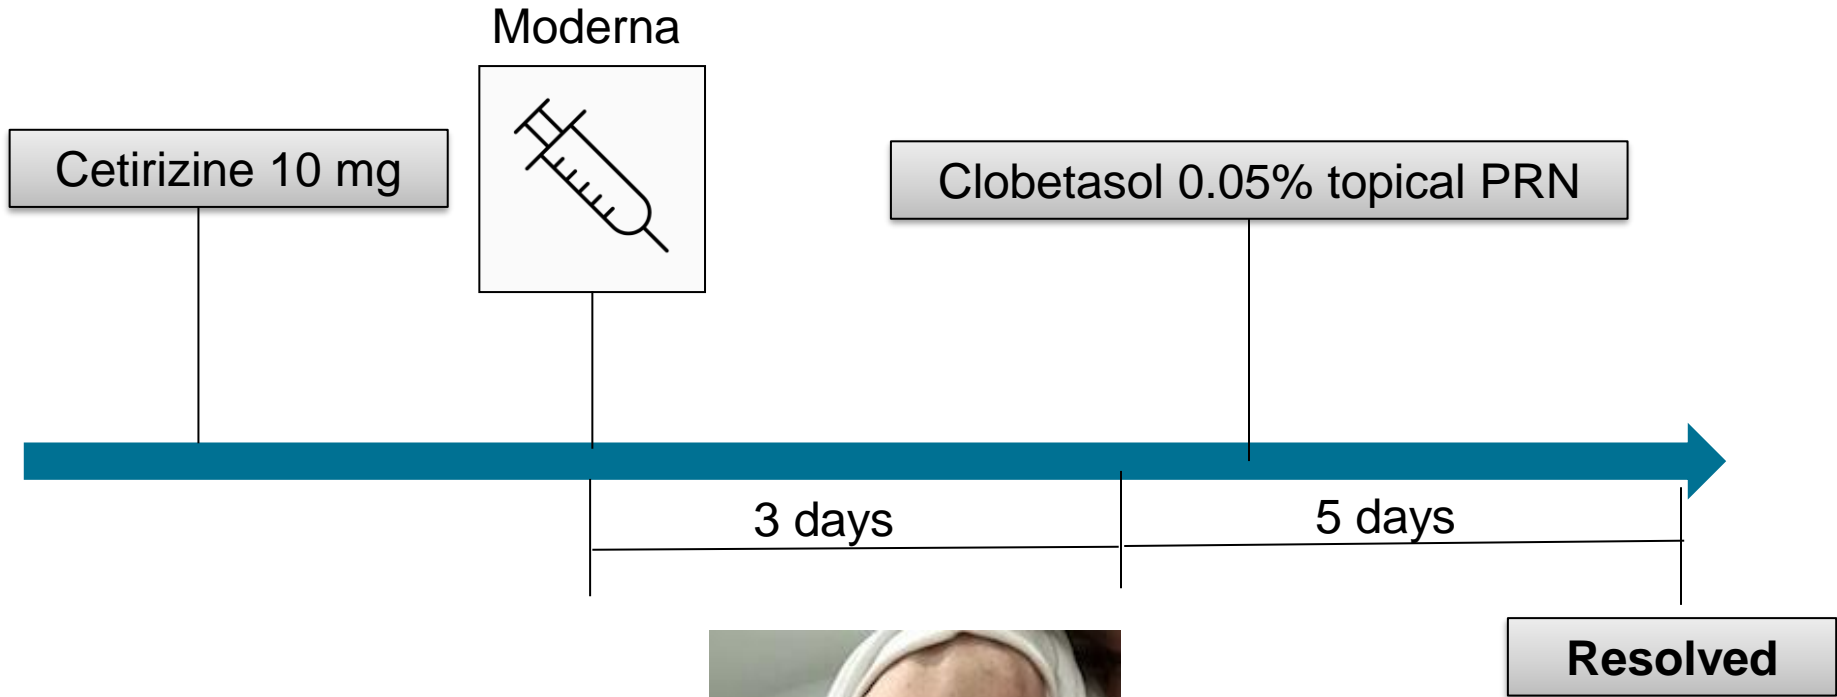 Moderna
Cetirizine 10 mg
Clobetasol 0.05% topical PRN
3 days
5 days
Resolved